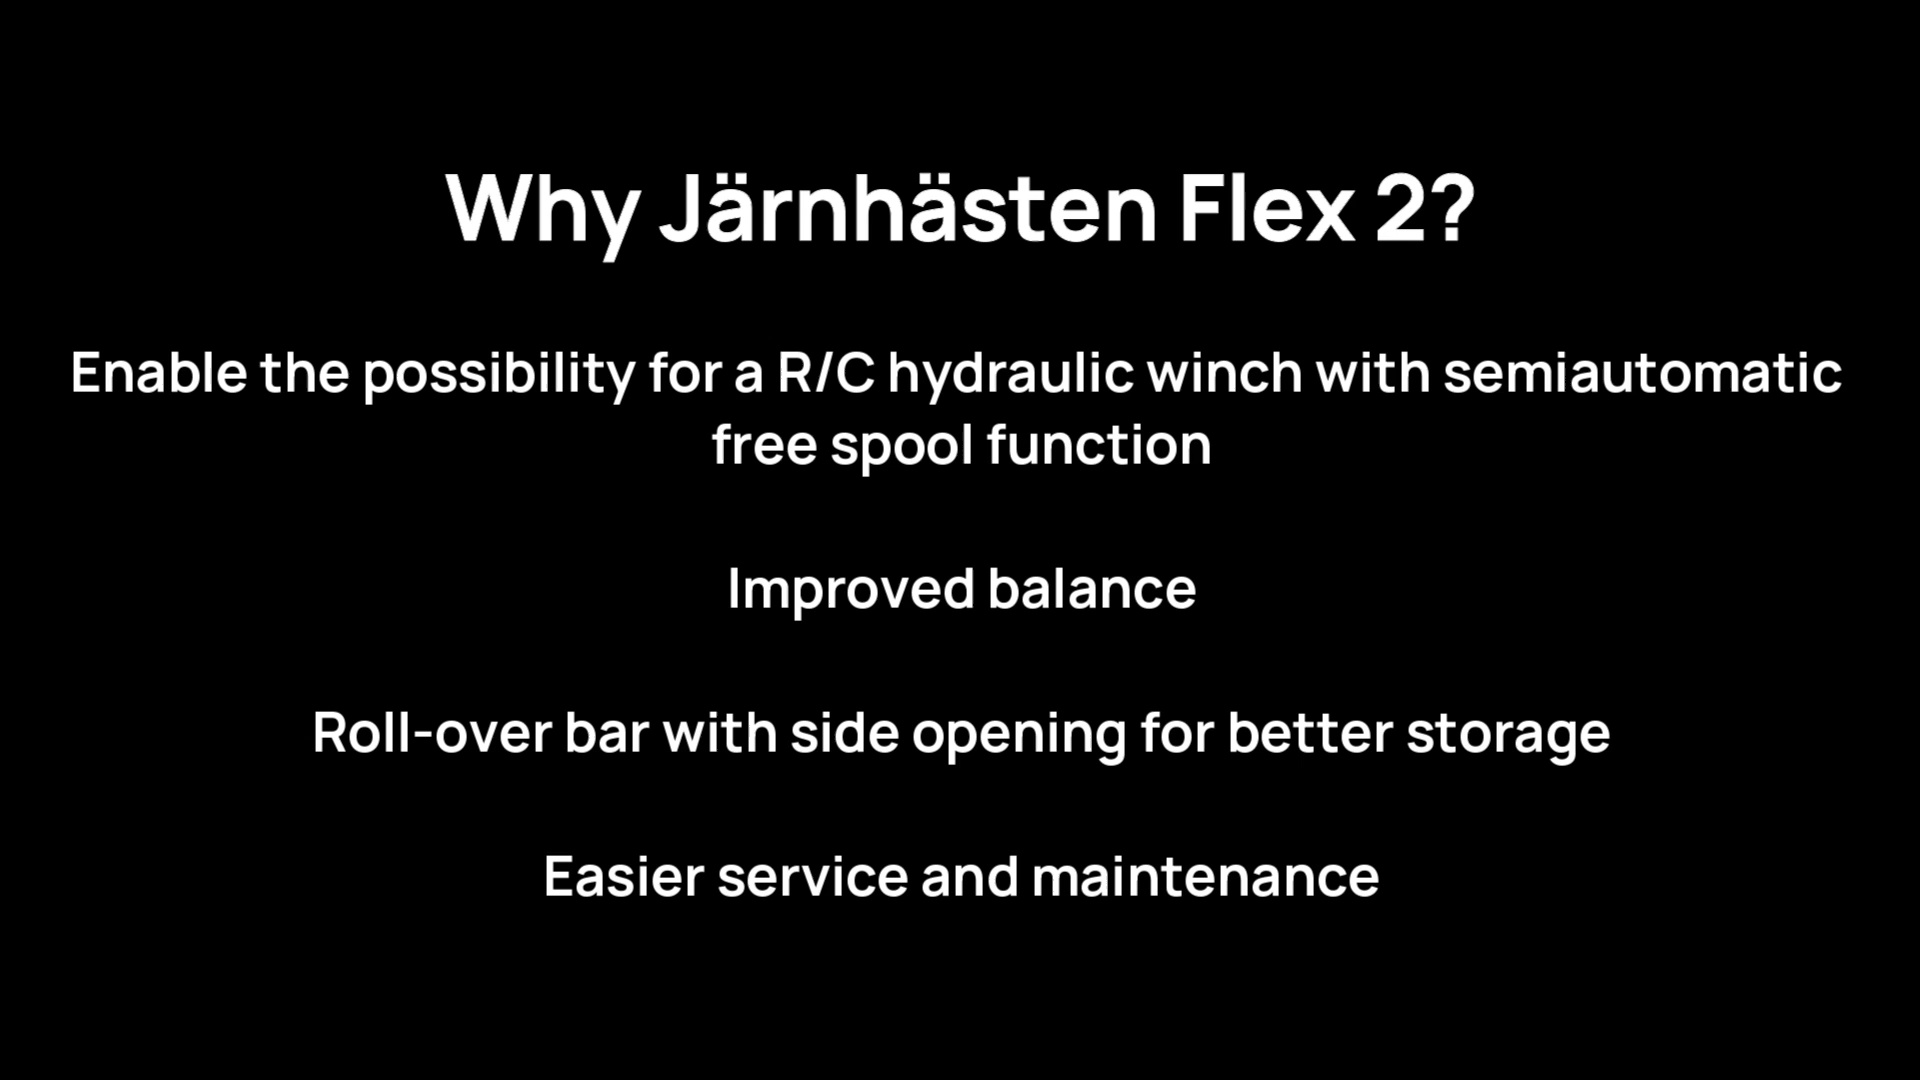 Why Järnhästen Flex 2?
Enable the possibility for a R/C hydraulic winch with semiautomatic
free spool function
Improved balance
Roll-over bar with side opening for better storage
Easier service and maintenance